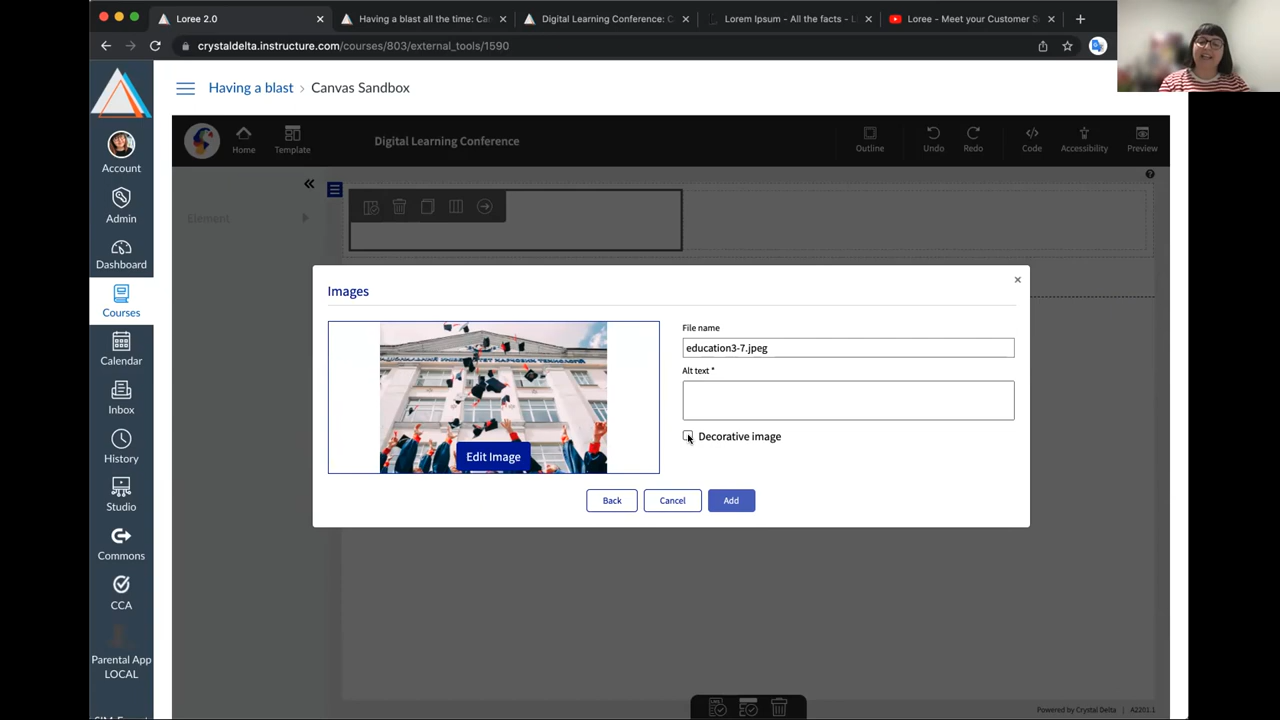 Loree 2.0
Having a blast all the time: Ca
Digital Learning Conference: C
Lorem Ipsum - All the facts - L
Loree - Meet your Customer S
crystaldelta.instructure.com/courses/803/external_tools/1590
Having a blast › Canvas Sandbox
Account
Admin
Dashboard
Courses
Calendar
Inbox
History
Studio
Commons
CCA
Parental App
LOCAL
Home
Template
Digital Learning Conference
Outline
Undo
Redo
Code
Accessibility
Preview
Element
Images
Edit Image
File name
education3-7.jpeg
Alt text *
Decorative image
Back
Cancel
Add
Powered by Crystal Delta
A2201.1